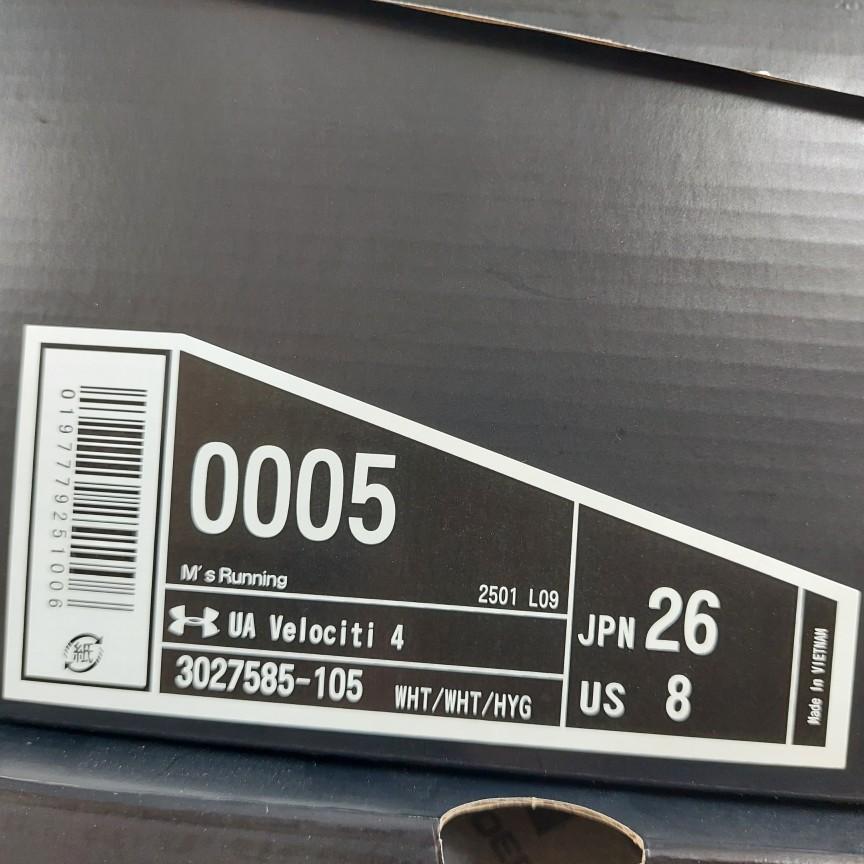 0197779251006
紙
0005
M's Running
2501 L09
UA Velociti 4
3027585-105
WHT/WHT/HYG
JPN 26
US 8
Made In VIETNAM